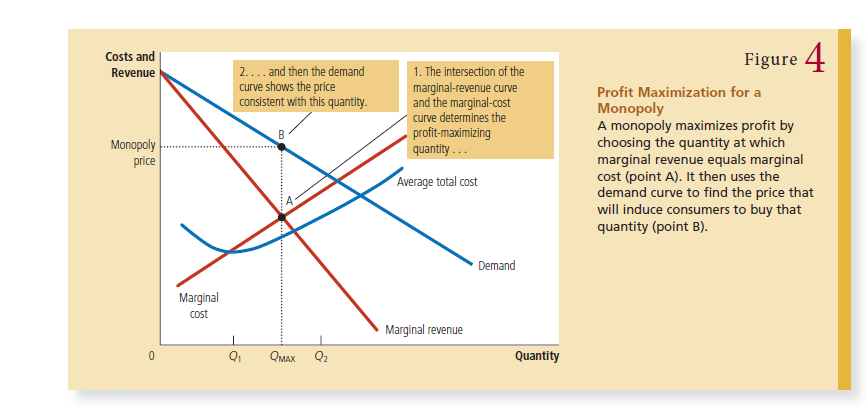 Figure 4
Profit Maximization for a
Monopoly
A monopoly maximizes profit by
choosing the quantity at which
marginal revenue equals marginal
cost (point A). It then uses the
demand curve to find the price that
will induce consumers to buy that
quantity (point B).
Costs and
Revenue
2. . . . and then the demand
curve shows the price
consistent with this quantity.
1. The intersection of the
marginal-revenue curve
and the marginal-cost
curve determines the
profit-maximizing
quantity . . .
B
Monopoly
price
Average total cost
A
Demand
Marginal
cost
Marginal revenue
0
Q1
QMAX
Q2
Quantity